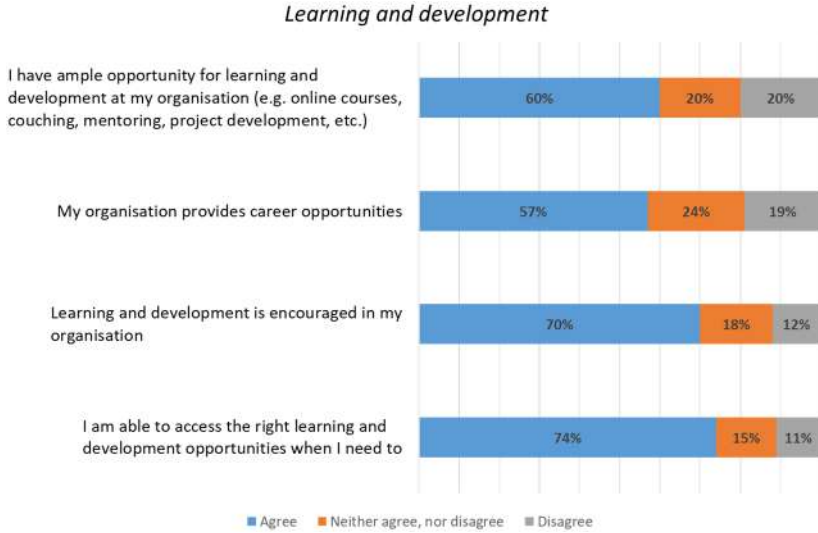 Learning and development
I have ample opportunity for learning and
development at my organisation (e.g. online courses,
couching, mentoring, project development, etc.)
60% 20% 20%
My organisation provides career opportunities
57% 24% 19%
Learning and development is encouraged in my
organisation
70% 18% 12%
I am able to access the right learning and
development opportunities when I need to
74% 15% 11%
Agree Neither agree, nor disagree Disagree